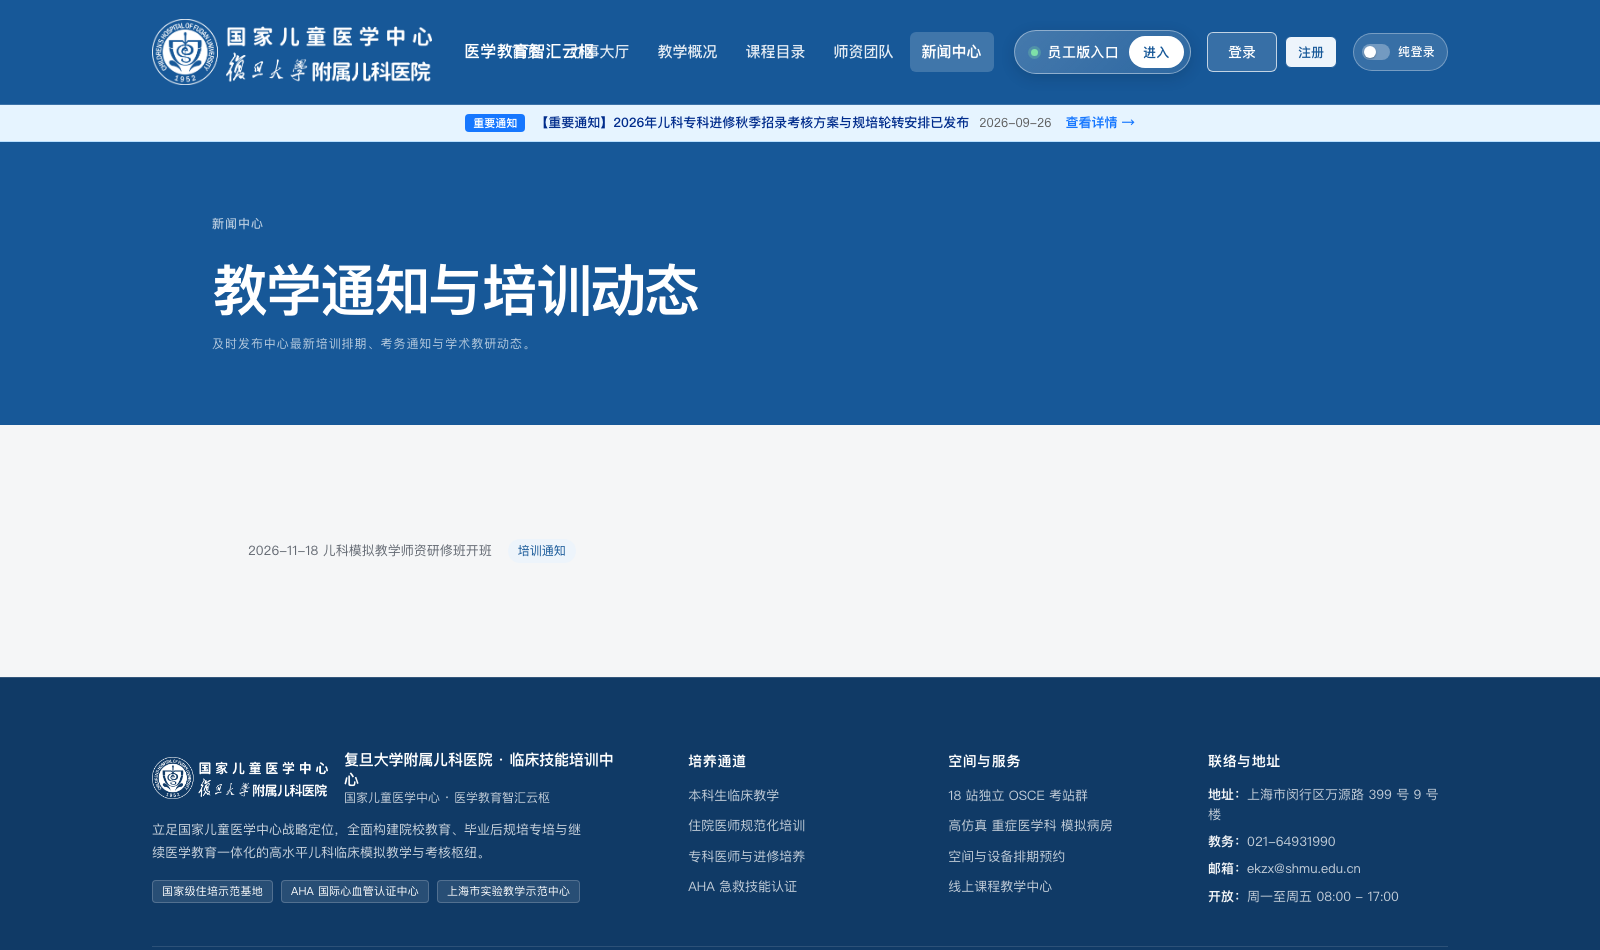 国家儿童医学中心
復旦大学附属儿科医院
CHILDREN'S HOSPITAL OF FUDAN UNIVERSITY
1952
医学教育智汇云枢
事大厅
教学概况
课程目录
师资团队
新闻中心
员工版入口
进入
登录
注册
纯登录
重要通知
【重要通知】2026年儿科专科进修秋季招录考核方案与规培轮转安排已发布
2026-09-26
查看详情 →
新闻中心
教学通知与培训动态
及时发布中心最新培训排期、考务通知与学术教研动态。
2026-11-18 儿科模拟教学师资研修班开班
培训通知
国家儿童医学中心
復旦大学附属儿科医院
1952
复旦大学附属儿科医院 · 临床技能培训中
心
国家儿童医学中心 · 医学教育智汇云枢
立足国家儿童医学中心战略定位，全面构建院校教育、毕业后规培专培与继
续医学教育一体化的高水平儿科临床模拟教学与考核枢纽。
国家级住培示范基地
AHA 国际心血管认证中心
上海市实验教学示范中心
培养通道
本科生临床教学
住院医师规范化培训
专科医师与进修培养
AHA 急救技能认证
空间与服务
18 站独立 OSCE 考站群
高仿真 重症医学科 模拟病房
空间与设备排期预约
线上课程教学中心
联络与地址
地址：上海市闵行区万源路 399 号 9 号
楼
教务：021-64931990
邮箱：ekzx@shmu.edu.cn
开放：周一至周五 08:00 - 17:00